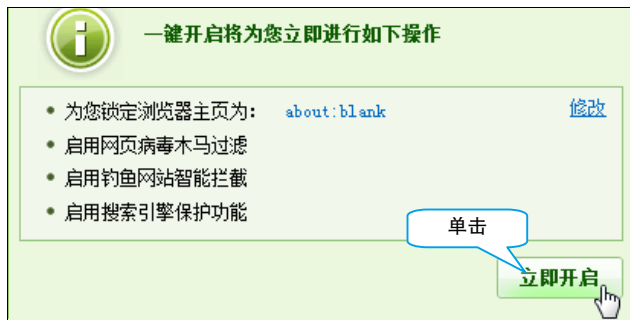 一键开启将为您立即进行如下操作
为您锁定浏览器主页为： about:blank 修改
启用网页病毒木马过滤
启用钓鱼网站智能拦截
启用搜索引擎保护功能
单击
立即开启